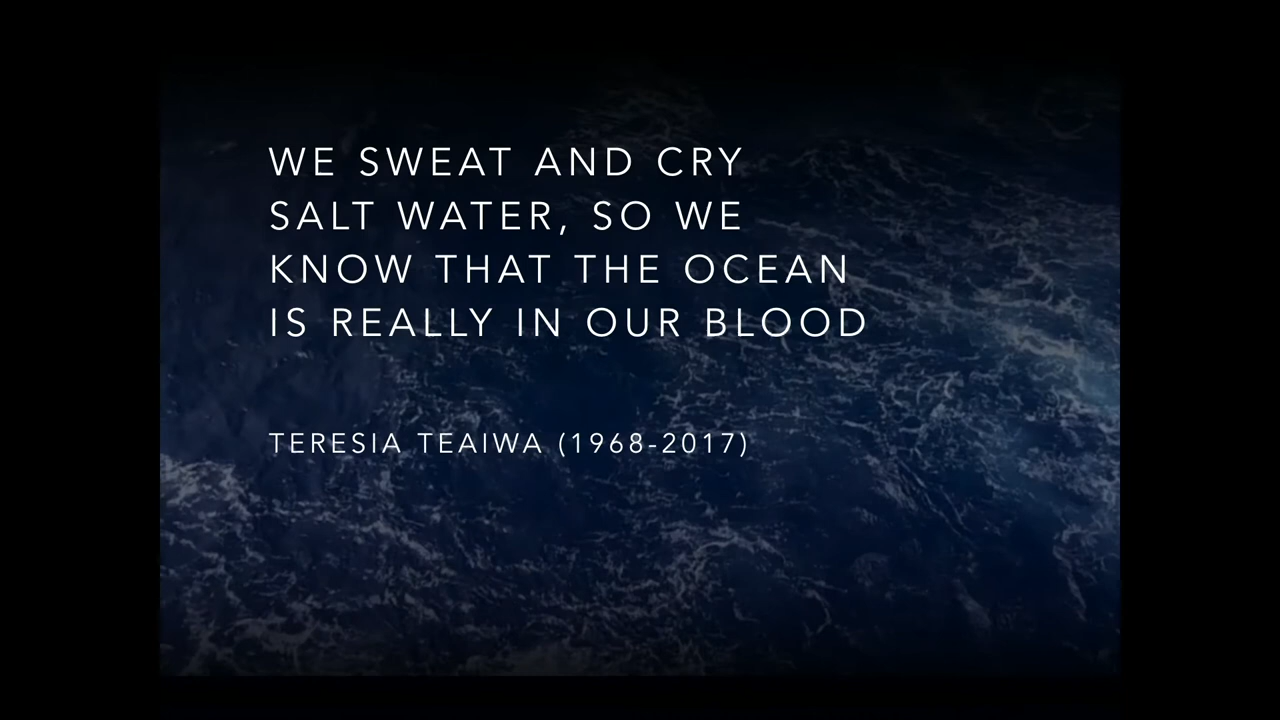 WE SWEAT AND CRY
SALT WATER, SO WE
KNOW THAT THE OCEAN
IS REALLY IN OUR BLOOD
TERESIA TEAIWA (1968-2017)